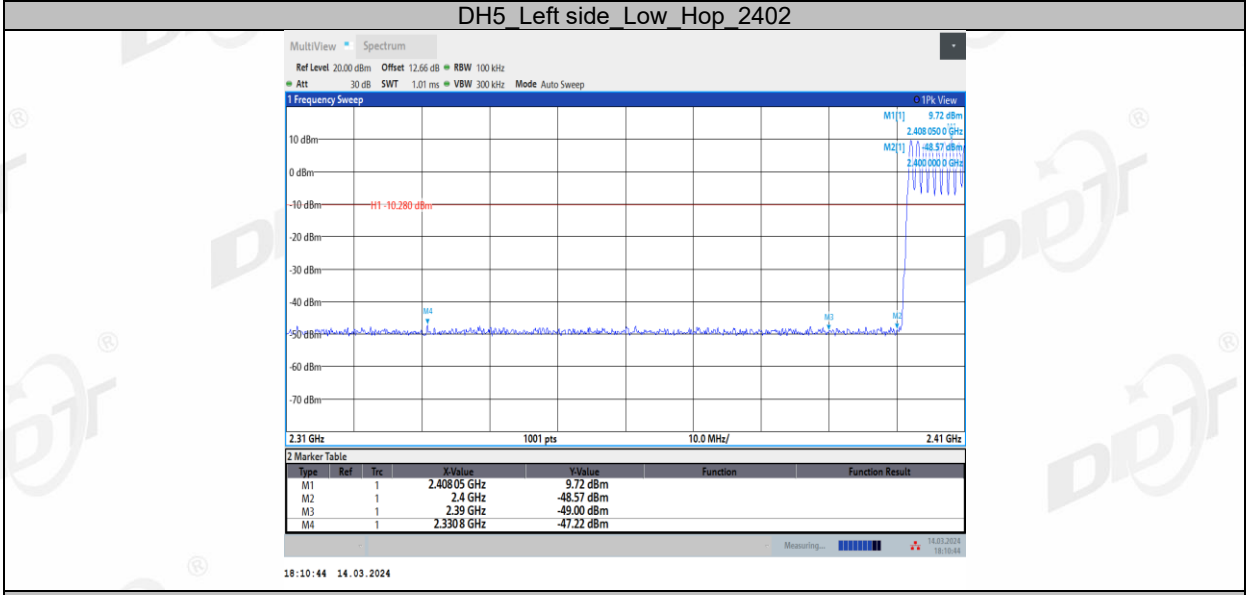 DH5_Left side_Low_Hop_2402
MultiView Spectrum
Ref Level 20.00 dBm Offset 12.66 dB RBW 100 kHz
Att 30 dB SWT 1.01 ms VBW 300 kHz Mode Auto Sweep
1 Frequency Sweep 1Pk View
M1[1] 9.72 dBm
2.408 050 0 GHz
10 dBm
M2[1] -48.57 dBm
2.400 000 0 GHz
0 dBm
-10 dBm H1 -10.280 dBm
-20 dBm
-30 dBm
-40 dBm
M4 M3 M2
-50 dBm
-60 dBm
-70 dBm
2.31 GHz 1001 pts 10.0 MHz/ 2.41 GHz
2 Marker Table
Type Ref Trc X-Value Y-Value Function Function Result
M1 1 2.408 05 GHz 9.72 dBm
M2 1 2.4 GHz -48.57 dBm
M3 1 2.39 GHz -49.00 dBm
M4 1 2.330 8 GHz -47.22 dBm
Measuring... 14.03.2024
18:10:44
18:10:44 14.03.2024
DDT
®
DDT
®
DDT
®
DDT
®
®